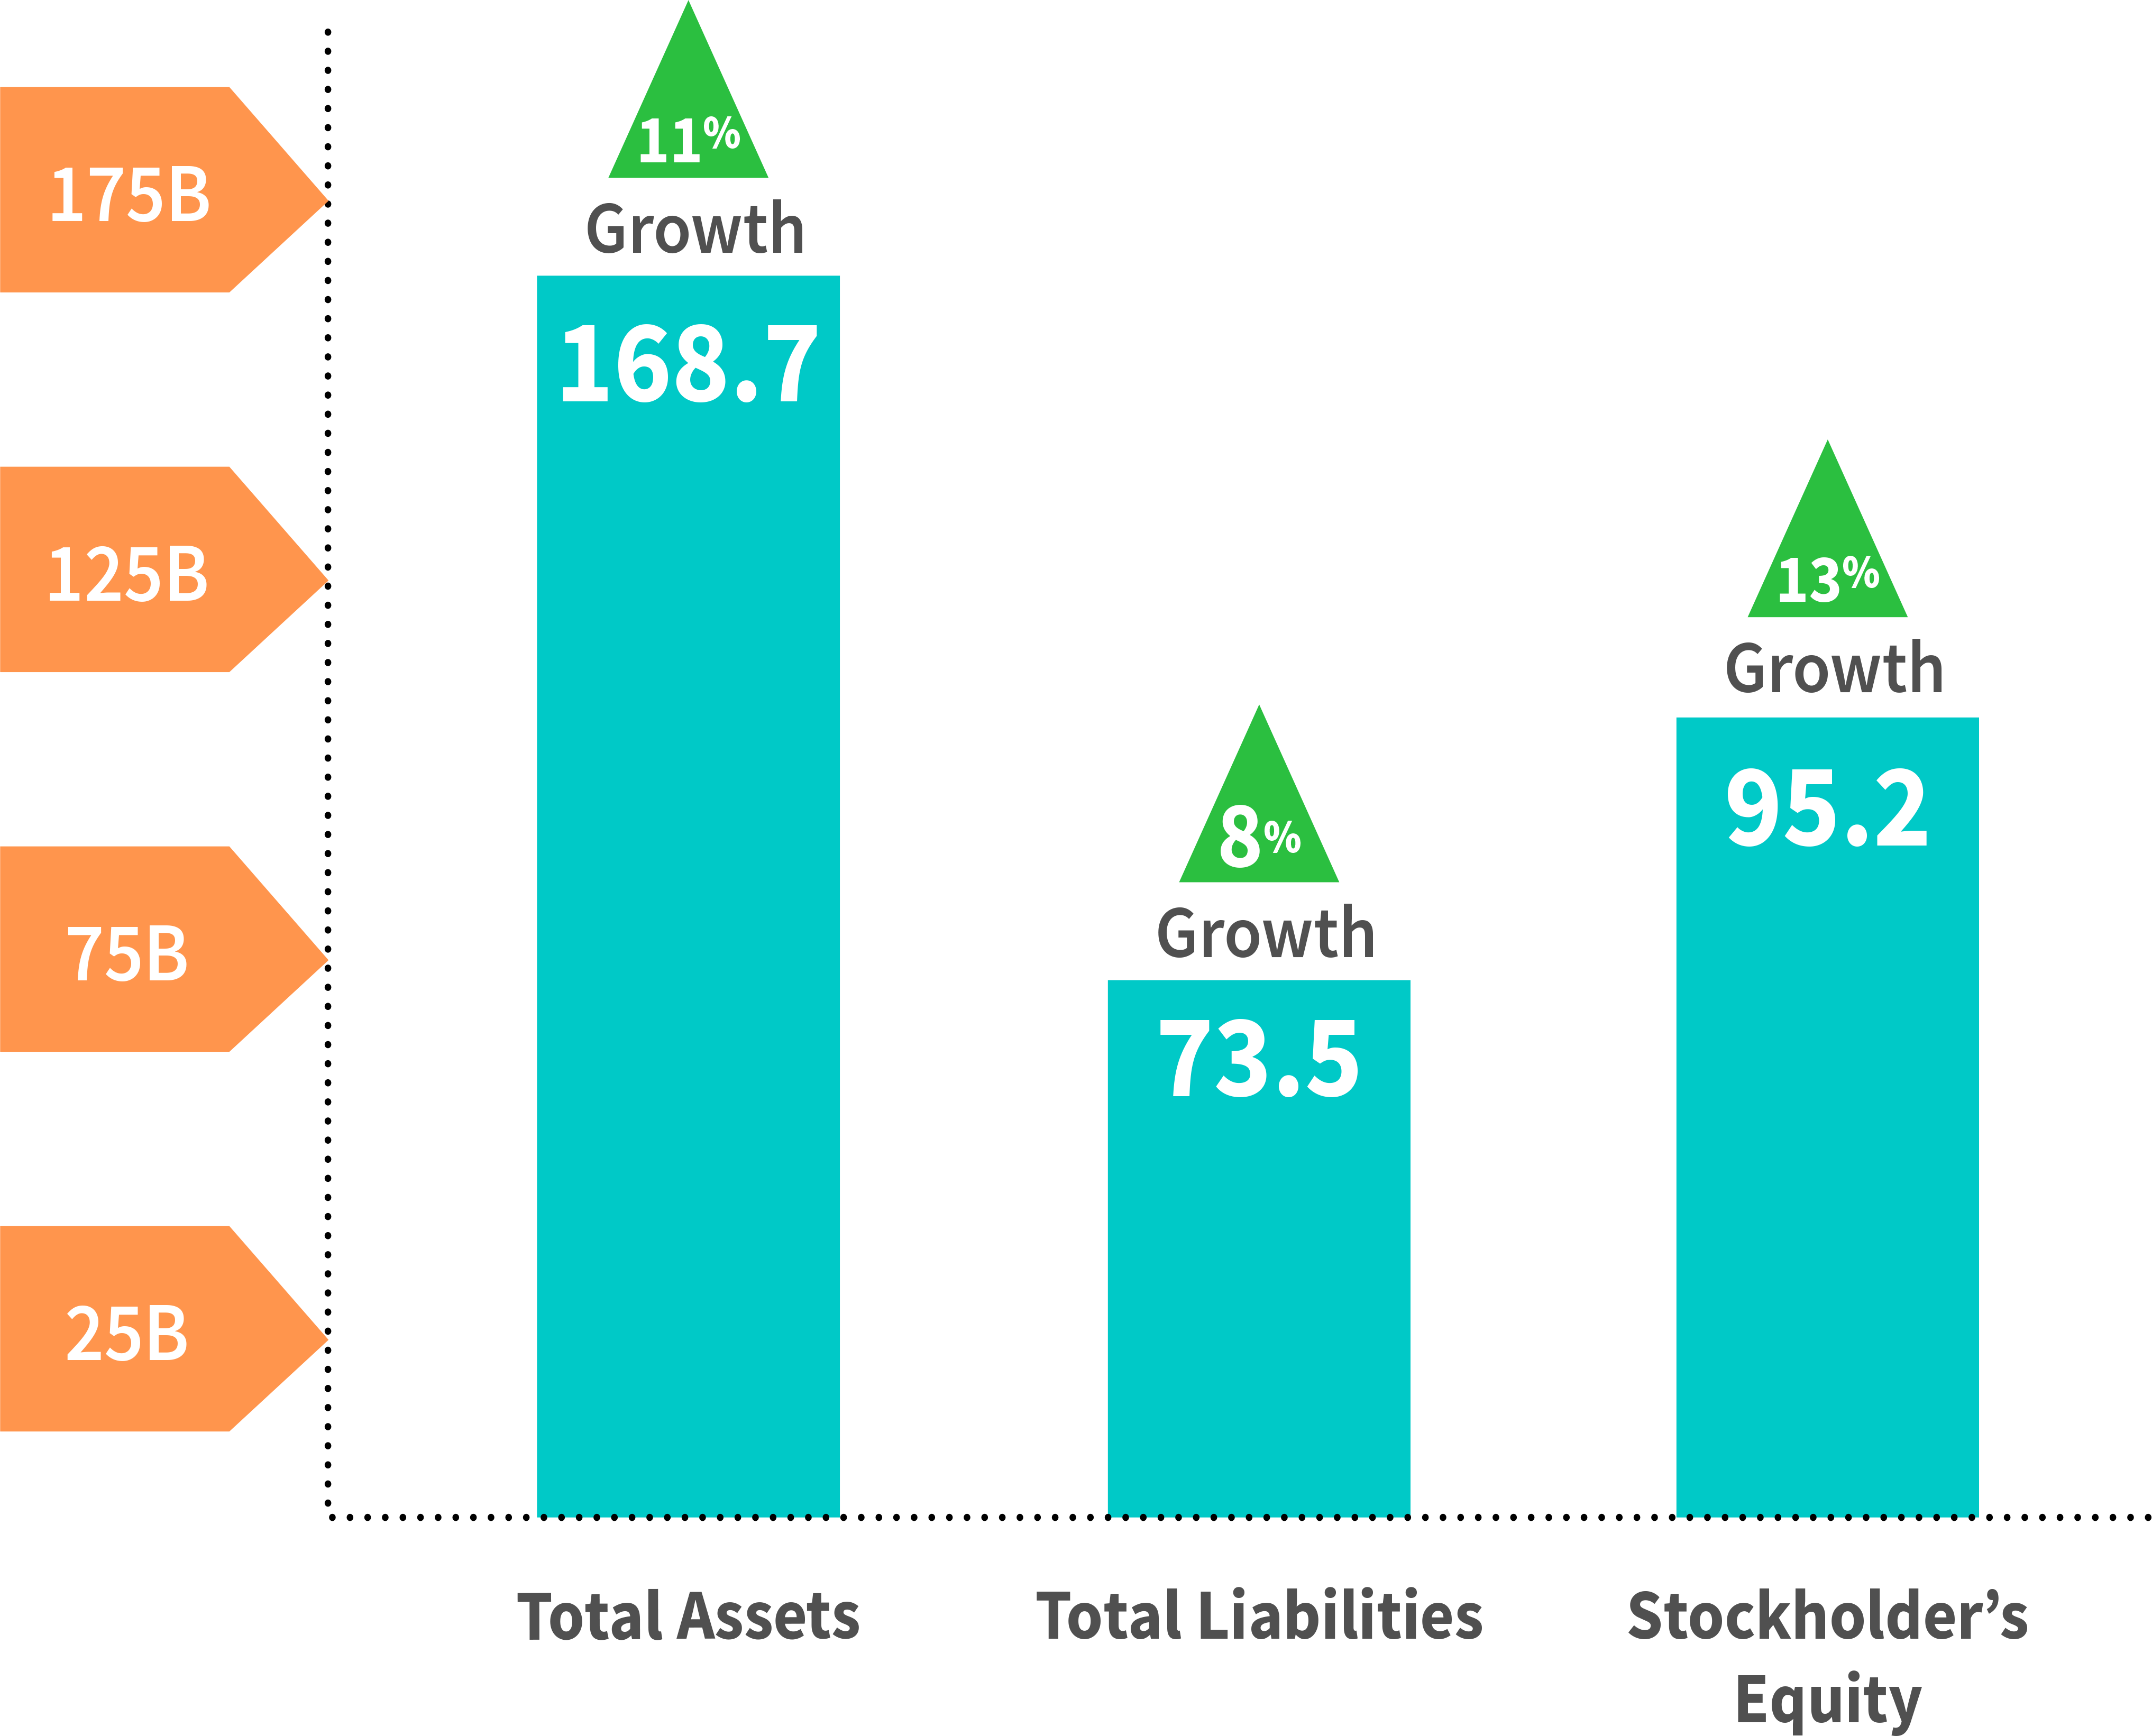 175B
125B
75B
25B
11%
Growth
168.7
8%
Growth
73.5
13%
Growth
95.2
Total Assets
Total Liabilities
Stockholder’s
Equity